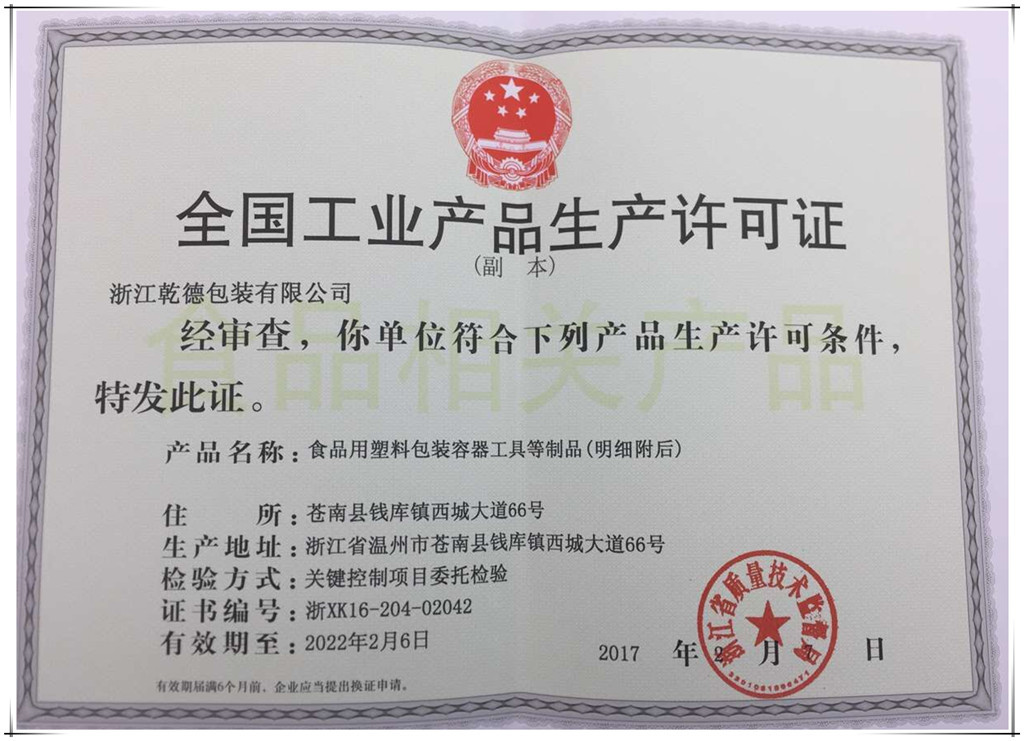 全国工业产品生产许可证
(副 本)
浙江乾德包装有限公司
食品相关产品
经审查，你单位符合下列产品生产许可条件，
特发此证。
产品名称：食品用塑料包装容器工具等制品(明细附后)
住 所：苍南县钱库镇西城大道66号
生产地址：浙江省温州市苍南县钱库镇西城大道66号
检验方式：关键控制项目委托检验
证书编号：浙XK16-204-02042
有效期至：2022年2月6日
浙江省质量技术监督局
2017 年 2 月 7 日
有效期届满6个月前、企业应当提出换证申请。